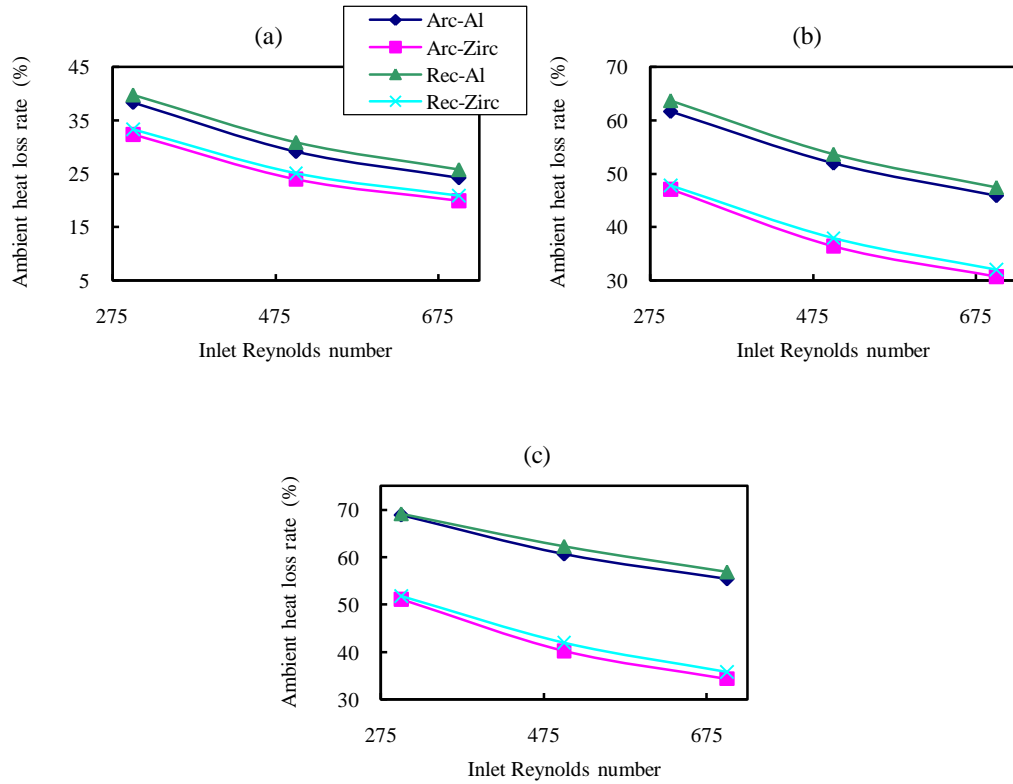 (a)
Arc-Al
Arc-Zirc
Rec-Al
Rec-Zirc
Ambient heat loss rate (%)
45
35
25
15
5
275 475 675
Inlet Reynolds number
(b)
Ambient heat loss rate (%)
70
60
50
40
30
275 475 675
Inlet Reynolds number
(c)
Ambient heat loss rate (%)
70
60
50
40
30
275 475 675
Inlet Reynolds number